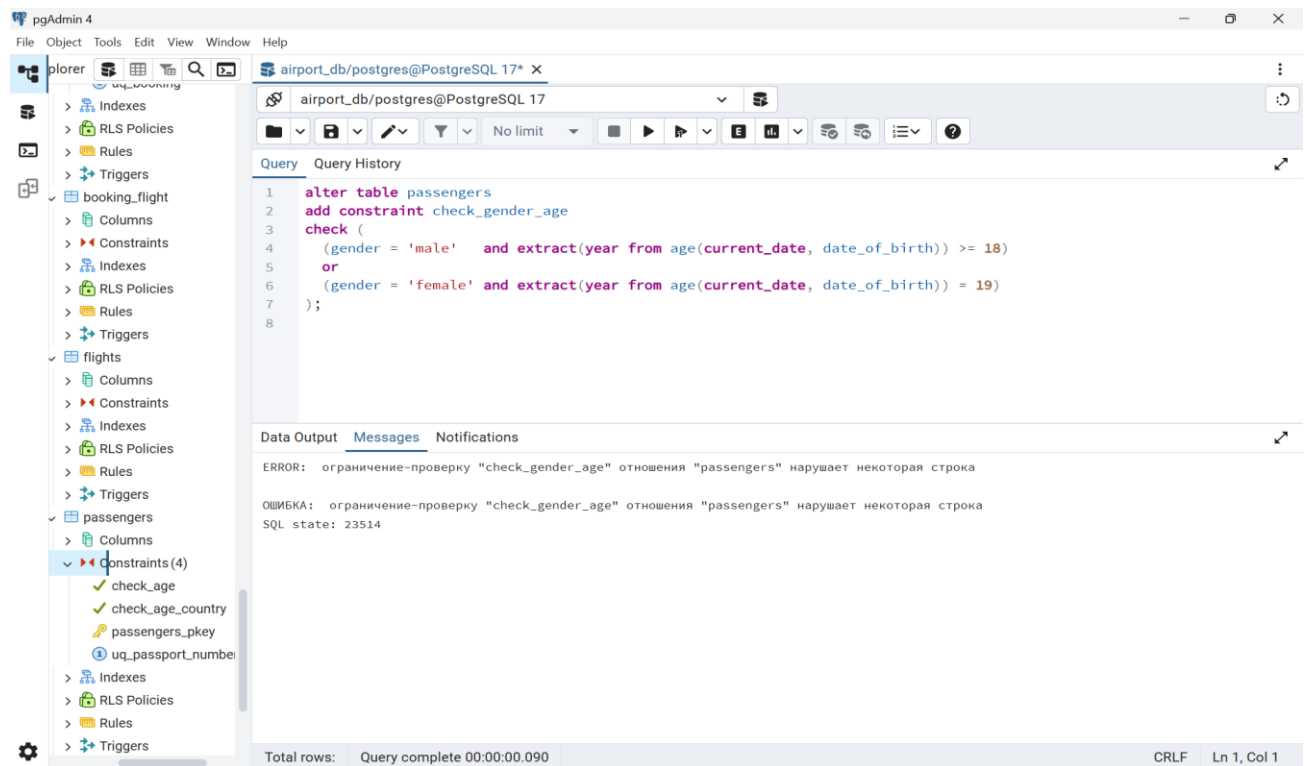 pgAdmin 4
File Object Tools Edit View Window Help
plorer
airport_db/postgres@PostgreSQL 17*
airport_db/postgres@PostgreSQL 17
No limit
Query Query History
1 alter table passengers
2 add constraint check_gender_age
3 check (
4 (gender = 'male' and extract(year from age(current_date, date_of_birth)) >= 18)
5 or
6 (gender = 'female' and extract(year from age(current_date, date_of_birth)) = 19)
7 );
8
Data Output Messages Notifications
ERROR: ограничение-проверку "check_gender_age" отношения "passengers" нарушает некоторая строка
ОШИБКА: ограничение-проверку "check_gender_age" отношения "passengers" нарушает некоторая строка
SQL state: 23514
uq_booking
Indexes
RLS Policies
Rules
Triggers
booking_flight
Columns
Constraints
Indexes
RLS Policies
Rules
Triggers
flights
Columns
Constraints
Indexes
RLS Policies
Rules
Triggers
passengers
Columns
Constraints (4)
check_age
check_age_country
passengers_pkey
uq_passport_number
Indexes
RLS Policies
Rules
Triggers
Total rows: Query complete 00:00:00.090
CRLF Ln 1, Col 1